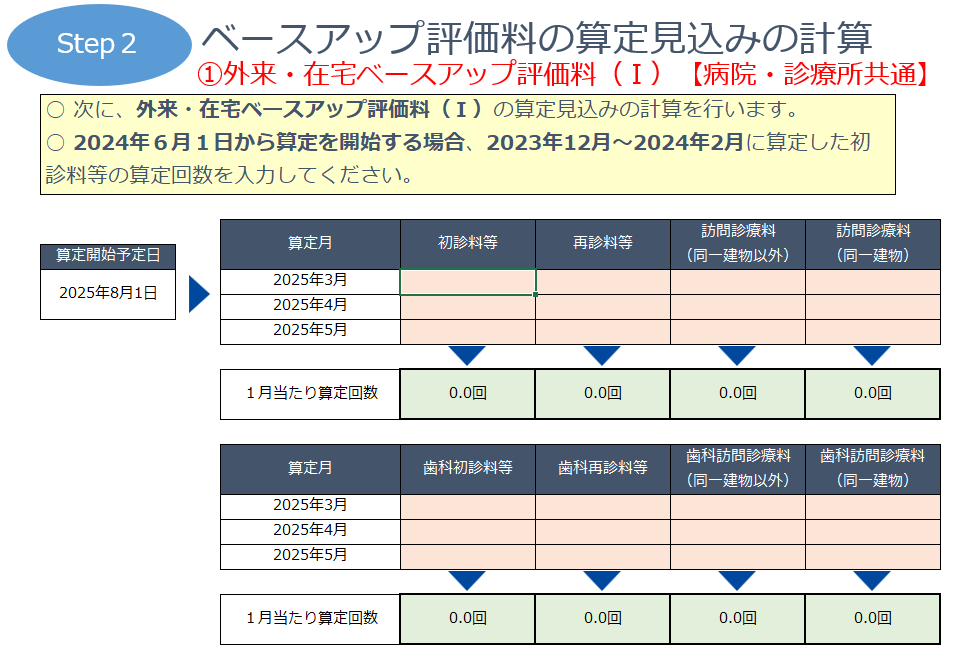 Step 2
ベースアップ評価料の算定見込みの計算
①外来・在宅ベースアップ評価料（Ⅰ）【病院・診療所共通】
○ 次に、外来・在宅ベースアップ評価料（Ⅰ）の算定見込みの計算を行います。
○ 2024年６月１日から算定を開始する場合、2023年12月～2024年2月に算定した初
診料等の算定回数を入力してください。
算定開始予定日
2025年8月1日
算定月 初診料等 再診料等 訪問診療料（同一建物以外） 訪問診療料（同一建物）
2025年3月
2025年4月
2025年5月
１月当たり算定回数 0.0回 0.0回 0.0回 0.0回
算定月 歯科初診料等 歯科再診料等 歯科訪問診療料（同一建物以外） 歯科訪問診療料（同一建物）
2025年3月
2025年4月
2025年5月
１月当たり算定回数 0.0回 0.0回 0.0回 0.0回